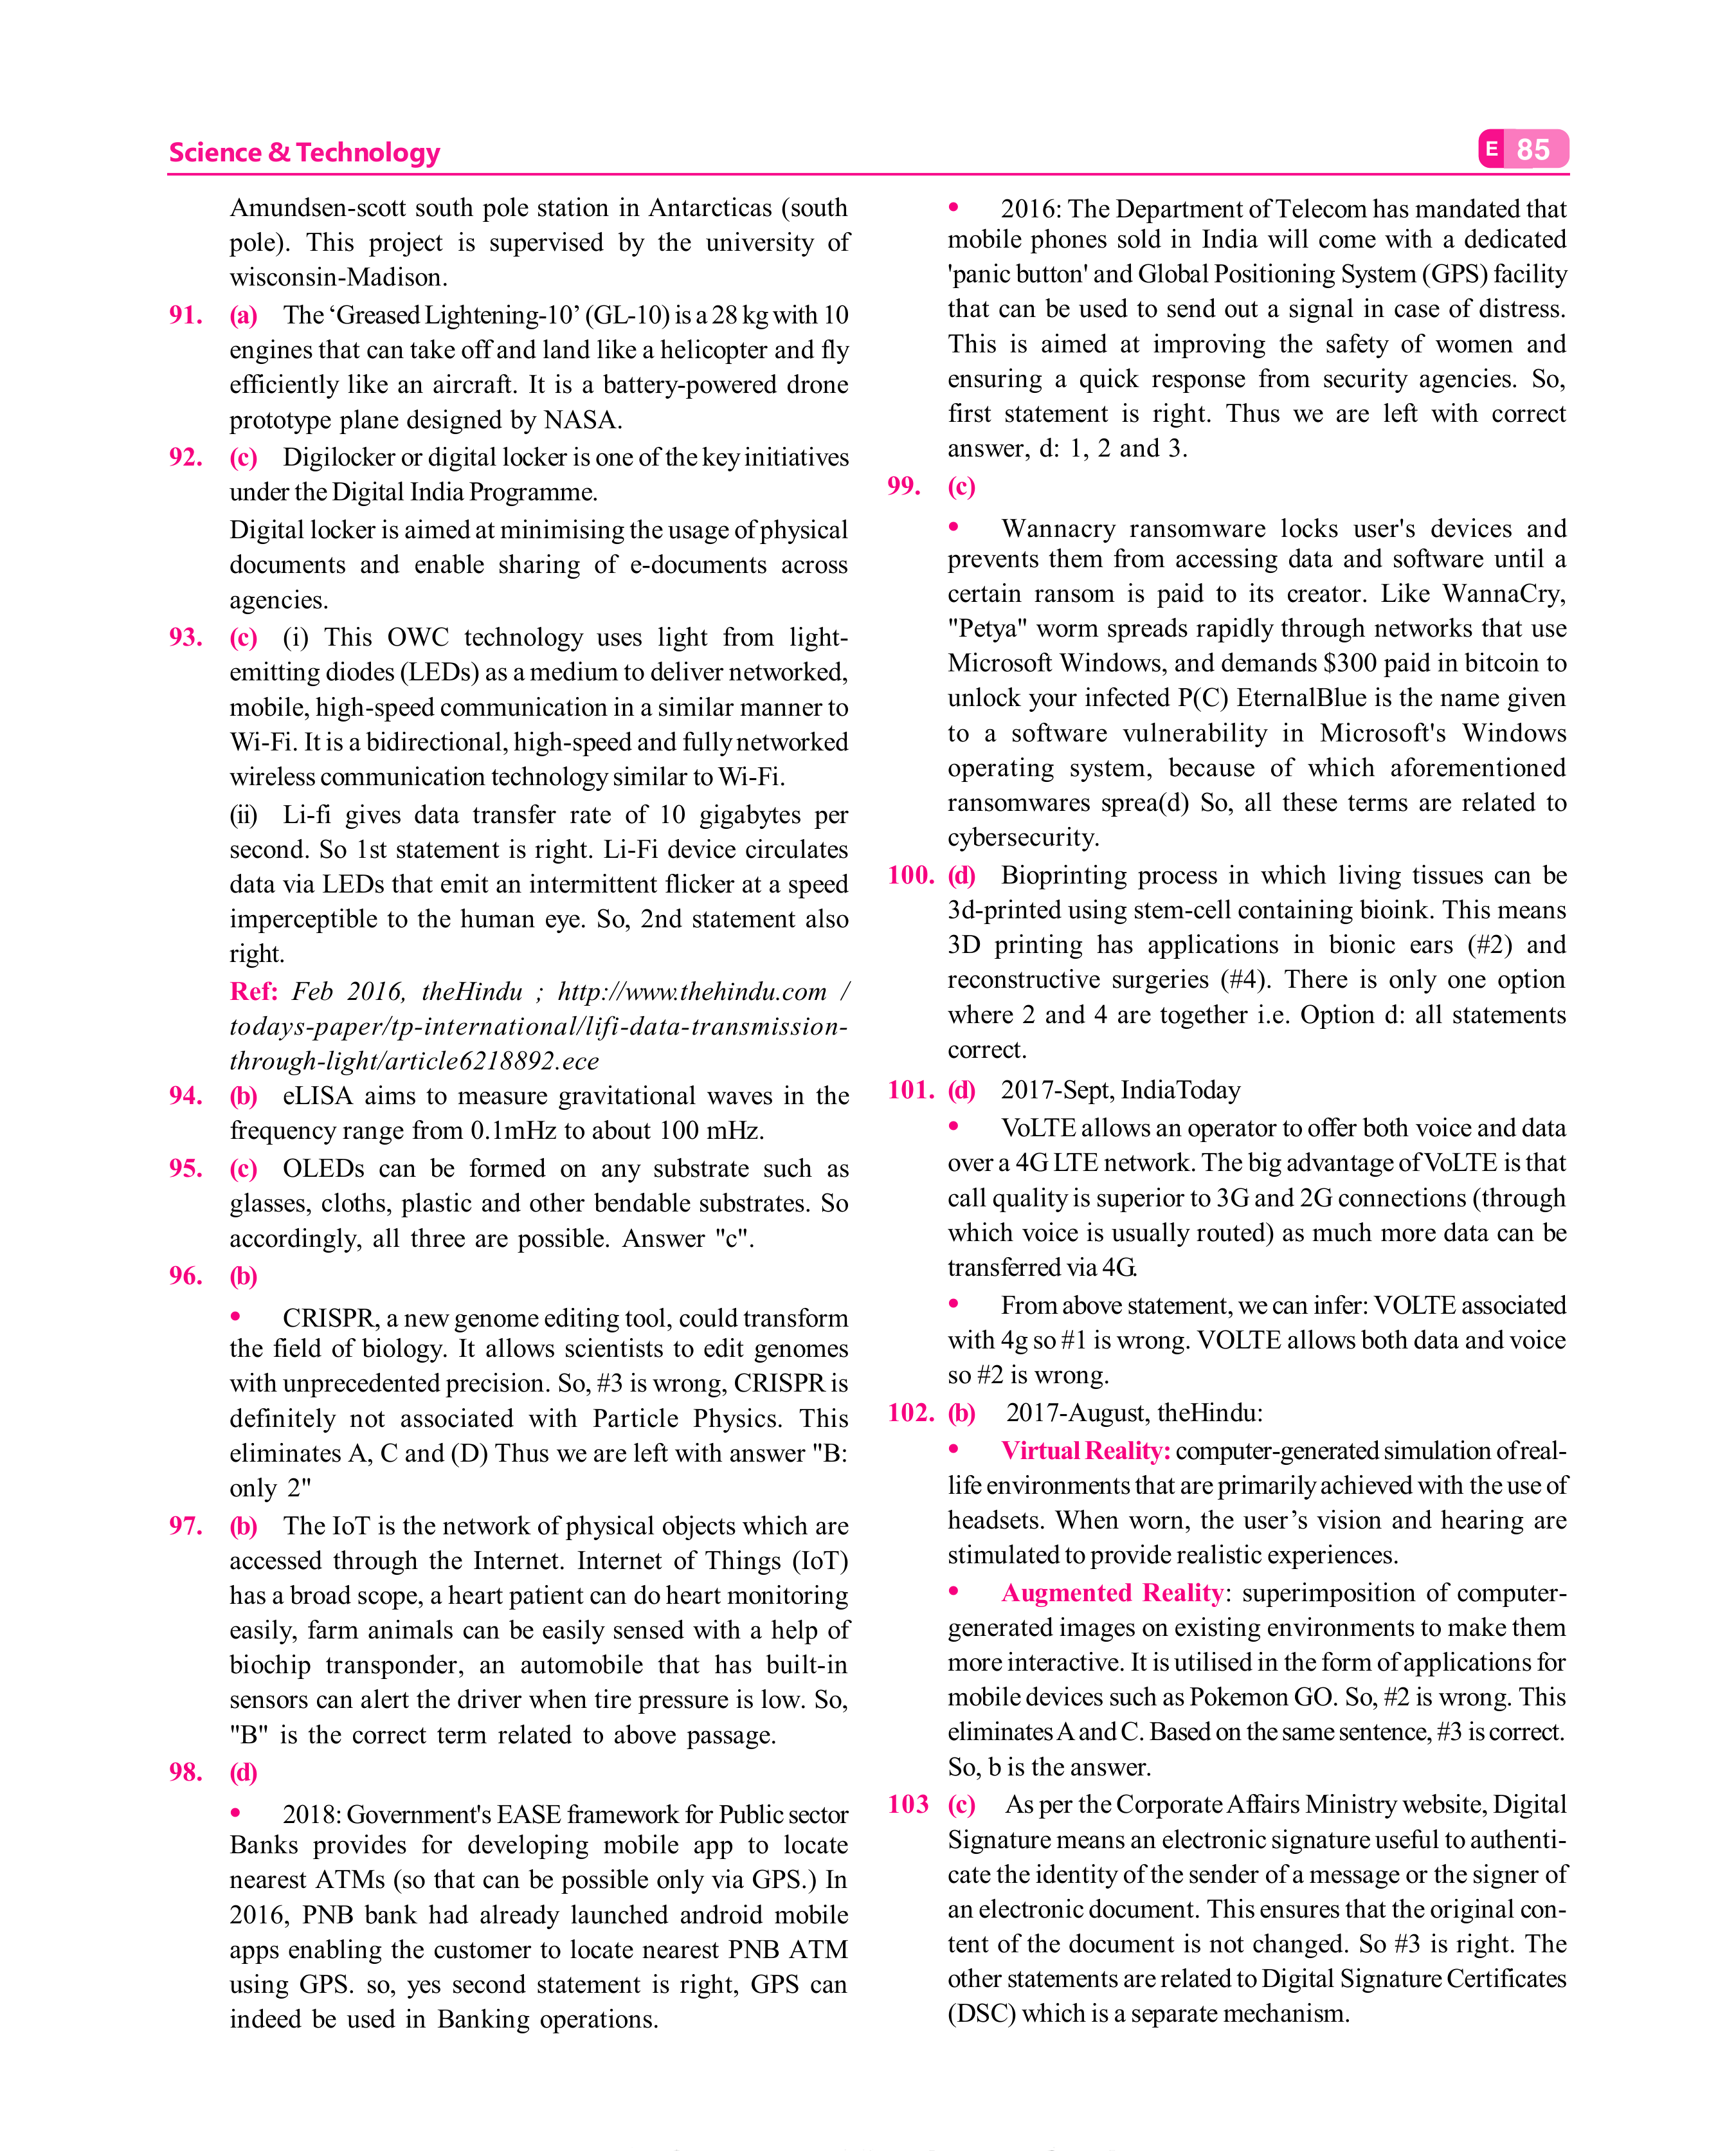 Science & Technology
E 85
Amundsen-scott south pole station in Antarcticas (south
pole). This project is supervised by the university of
wisconsin-Madison.
91. (a) The ‘Greased Lightening-10’ (GL-10) is a 28 kg with 10
engines that can take off and land like a helicopter and fly
efficiently like an aircraft. It is a battery-powered drone
prototype plane designed by NASA.
92. (c) Digilocker or digital locker is one of the key initiatives
under the Digital India Programme.
Digital locker is aimed at minimising the usage of physical
documents and enable sharing of e-documents across
agencies.
93. (c) (i) This OWC technology uses light from light-
emitting diodes (LEDs) as a medium to deliver networked,
mobile, high-speed communication in a similar manner to
Wi-Fi. It is a bidirectional, high-speed and fully networked
wireless communication technology similar to Wi-Fi.
(ii) Li-fi gives data transfer rate of 10 gigabytes per
second. So 1st statement is right. Li-Fi device circulates
data via LEDs that emit an intermittent flicker at a speed
imperceptible to the human eye. So, 2nd statement also
right.
Ref: Feb 2016, theHindu ; http://www.thehindu.com /
todays-paper/tp-international/lifi-data-transmission-
through-light/article6218892.ece
94. (b) eLISA aims to measure gravitational waves in the
frequency range from 0.1mHz to about 100 mHz.
95. (c) OLEDs can be formed on any substrate such as
glasses, cloths, plastic and other bendable substrates. So
accordingly, all three are possible. Answer "c".
96. (b)
• CRISPR, a new genome editing tool, could transform
the field of biology. It allows scientists to edit genomes
with unprecedented precision. So, #3 is wrong, CRISPR is
definitely not associated with Particle Physics. This
eliminates A, C and (D) Thus we are left with answer "B:
only 2"
97. (b) The IoT is the network of physical objects which are
accessed through the Internet. Internet of Things (IoT)
has a broad scope, a heart patient can do heart monitoring
easily, farm animals can be easily sensed with a help of
biochip transponder, an automobile that has built-in
sensors can alert the driver when tire pressure is low. So,
"B" is the correct term related to above passage.
98. (d)
• 2018: Government's EASE framework for Public sector
Banks provides for developing mobile app to locate
nearest ATMs (so that can be possible only via GPS.) In
2016, PNB bank had already launched android mobile
apps enabling the customer to locate nearest PNB ATM
using GPS. so, yes second statement is right, GPS can
indeed be used in Banking operations.
• 2016: The Department of Telecom has mandated that
mobile phones sold in India will come with a dedicated
'panic button' and Global Positioning System (GPS) facility
that can be used to send out a signal in case of distress.
This is aimed at improving the safety of women and
ensuring a quick response from security agencies. So,
first statement is right. Thus we are left with correct
answer, d: 1, 2 and 3.
99. (c)
• Wannacry ransomware locks user's devices and
prevents them from accessing data and software until a
certain ransom is paid to its creator. Like WannaCry,
"Petya" worm spreads rapidly through networks that use
Microsoft Windows, and demands $300 paid in bitcoin to
unlock your infected P(C) EternalBlue is the name given
to a software vulnerability in Microsoft's Windows
operating system, because of which aforementioned
ransomwares sprea(d) So, all these terms are related to
cybersecurity.
100. (d) Bioprinting process in which living tissues can be
3d-printed using stem-cell containing bioink. This means
3D printing has applications in bionic ears (#2) and
reconstructive surgeries (#4). There is only one option
where 2 and 4 are together i.e. Option d: all statements
correct.
101. (d) 2017-Sept, IndiaToday
• VoLTE allows an operator to offer both voice and data
over a 4G LTE network. The big advantage of VoLTE is that
call quality is superior to 3G and 2G connections (through
which voice is usually routed) as much more data can be
transferred via 4G.
• From above statement, we can infer: VOLTE associated
with 4g so #1 is wrong. VOLTE allows both data and voice
so #2 is wrong.
102. (b) 2017-August, theHindu:
• Virtual Reality: computer-generated simulation of real-
life environments that are primarily achieved with the use of
headsets. When worn, the user’s vision and hearing are
stimulated to provide realistic experiences.
• Augmented Reality: superimposition of computer-
generated images on existing environments to make them
more interactive. It is utilised in the form of applications for
mobile devices such as Pokemon GO. So, #2 is wrong. This
eliminates A and C. Based on the same sentence, #3 is correct.
So, b is the answer.
103 (c) As per the Corporate Affairs Ministry website, Digital
Signature means an electronic signature useful to authenti-
cate the identity of the sender of a message or the signer of
an electronic document. This ensures that the original con-
tent of the document is not changed. So #3 is right. The
other statements are related to Digital Signature Certificates
(DSC) which is a separate mechanism.